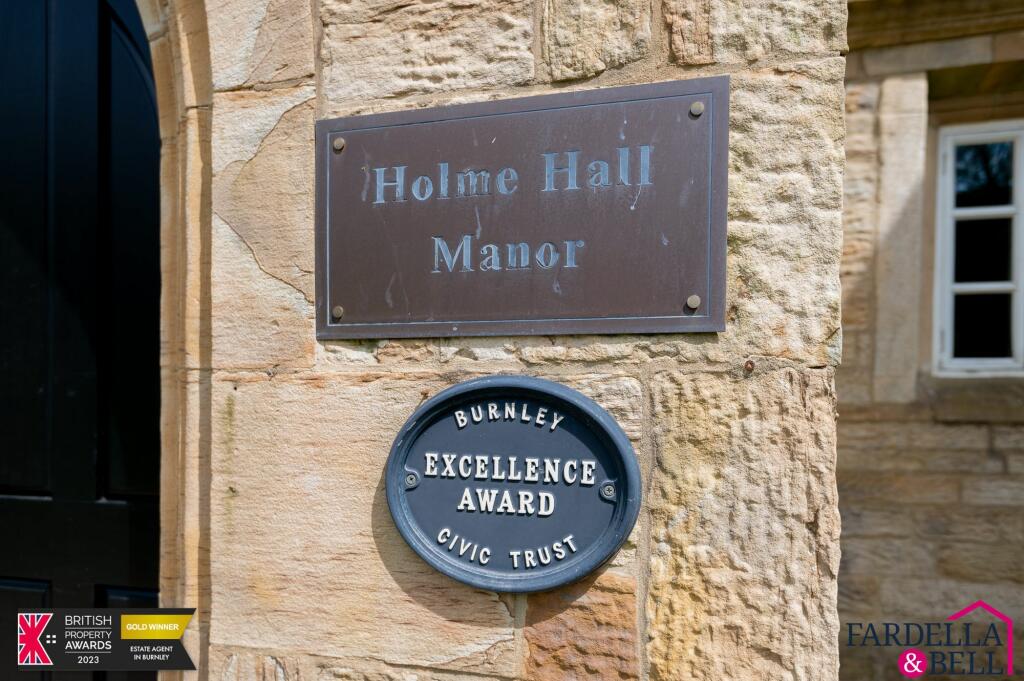 Holme Hall
Manor
BURNLEY
EXCELLENCE
AWARD
CIVIC TRUST
BRITISH
PROPERTY
AWARDS
2023
GOLD WINNER
ESTATE AGENT
IN BURNLEY
FARDELLA
& BELL